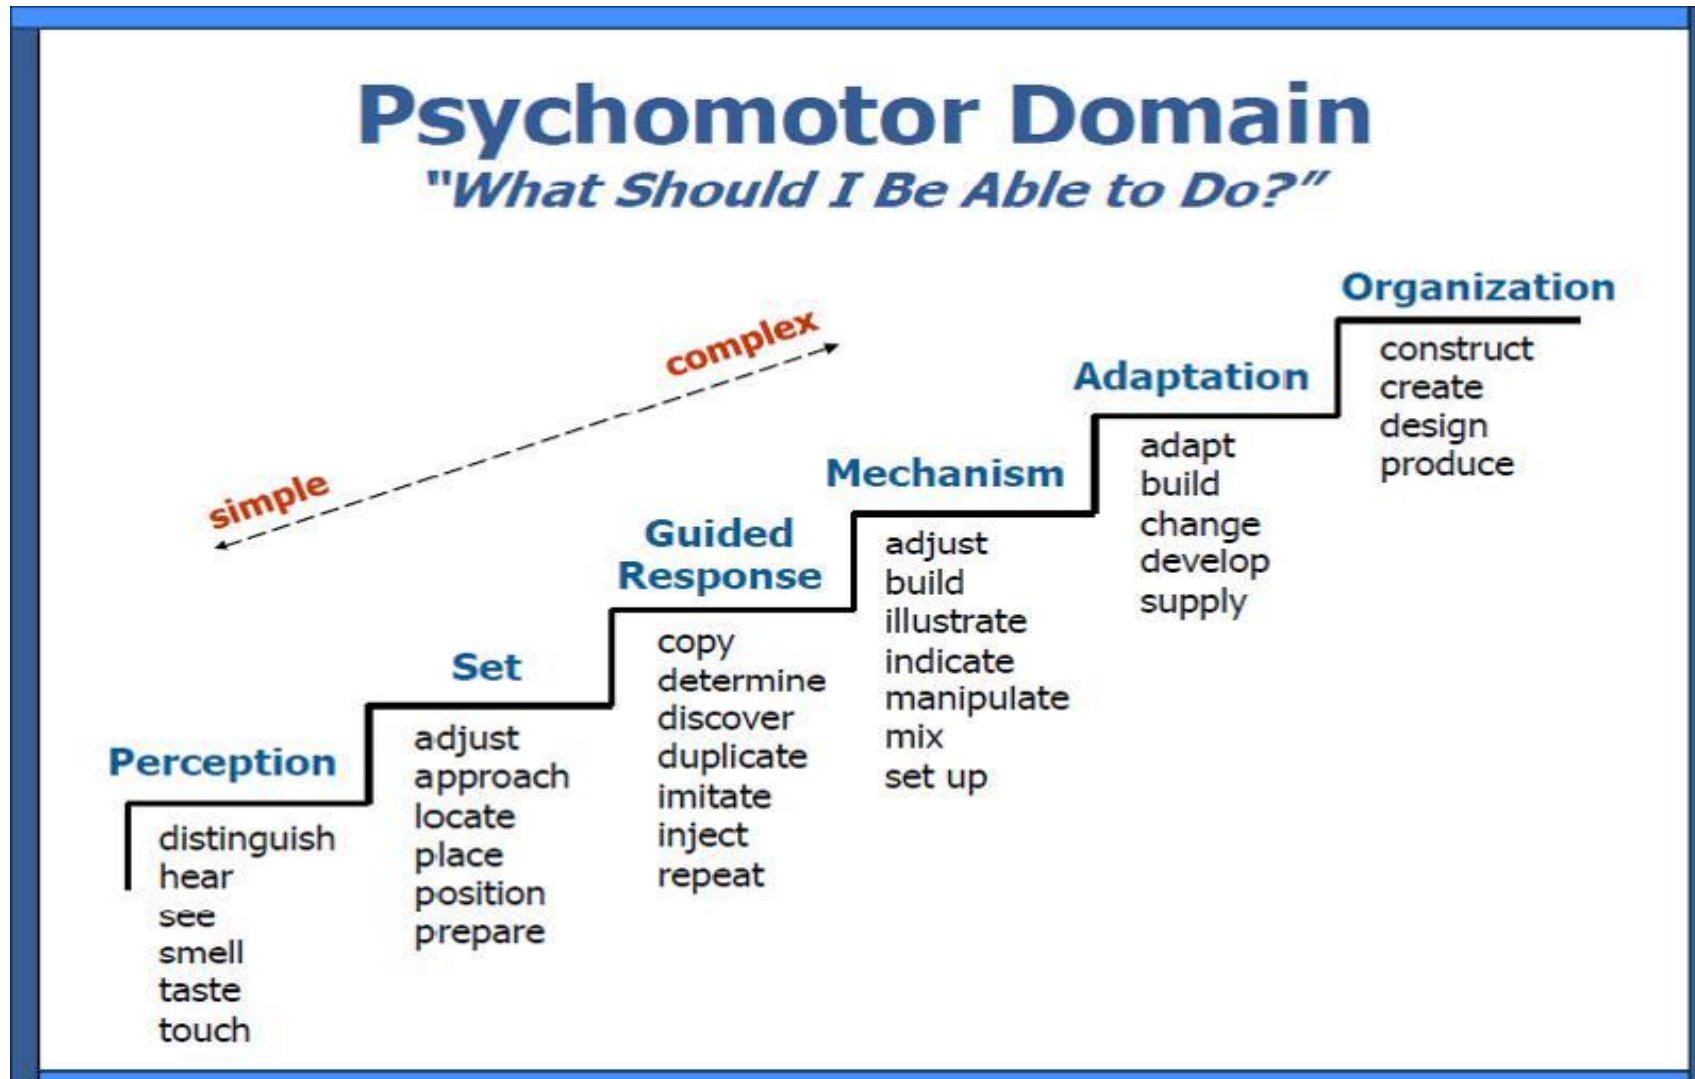 Psychomotor Domain
"What Should I Be Able to Do?”
simple
complex
Perception
distinguish
hear
see
smell
taste
touch
Set
adjust
approach
locate
place
position
prepare
Guided
Response
copy
determine
discover
duplicate
imitate
inject
repeat
Mechanism
adjust
build
illustrate
indicate
manipulate
mix
set up
Adaptation
adapt
build
change
develop
supply
Organization
construct
create
design
produce